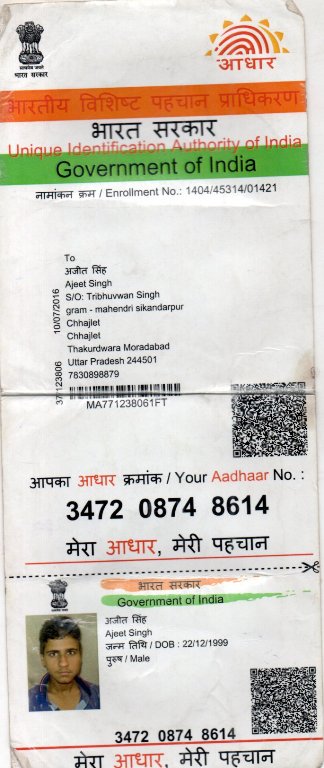 भारत सरकार
आधार
भारतीय विशिष्ट पहचान प्राधिकरण
भारत सरकार
Unique Identification Authority of India
Government of India
नामांकन क्रम / Enrollment No.: 1404/45314/01421
To
अजीत सिंह
Ajeet Singh
S/O: Tribhuwan Singh
gram - mahendri sikandarpur
Chhajlet
Chhajlet
Thakurdwara Moradabad
Uttar Pradesh 244501
7830898879
10/07/2016
MA771238061FT
आपका आधार क्रमांक / Your Aadhaar No. :
3472 0874 8614
मेरा आधार, मेरी पहचान
भारत सरकार
Government of India
अजीत सिंह
Ajeet Singh
जन्म तिथि / DOB : 22/12/1999
पुरुष / Male
3472 0874 8614
मेरा आधार, मेरी पहचान